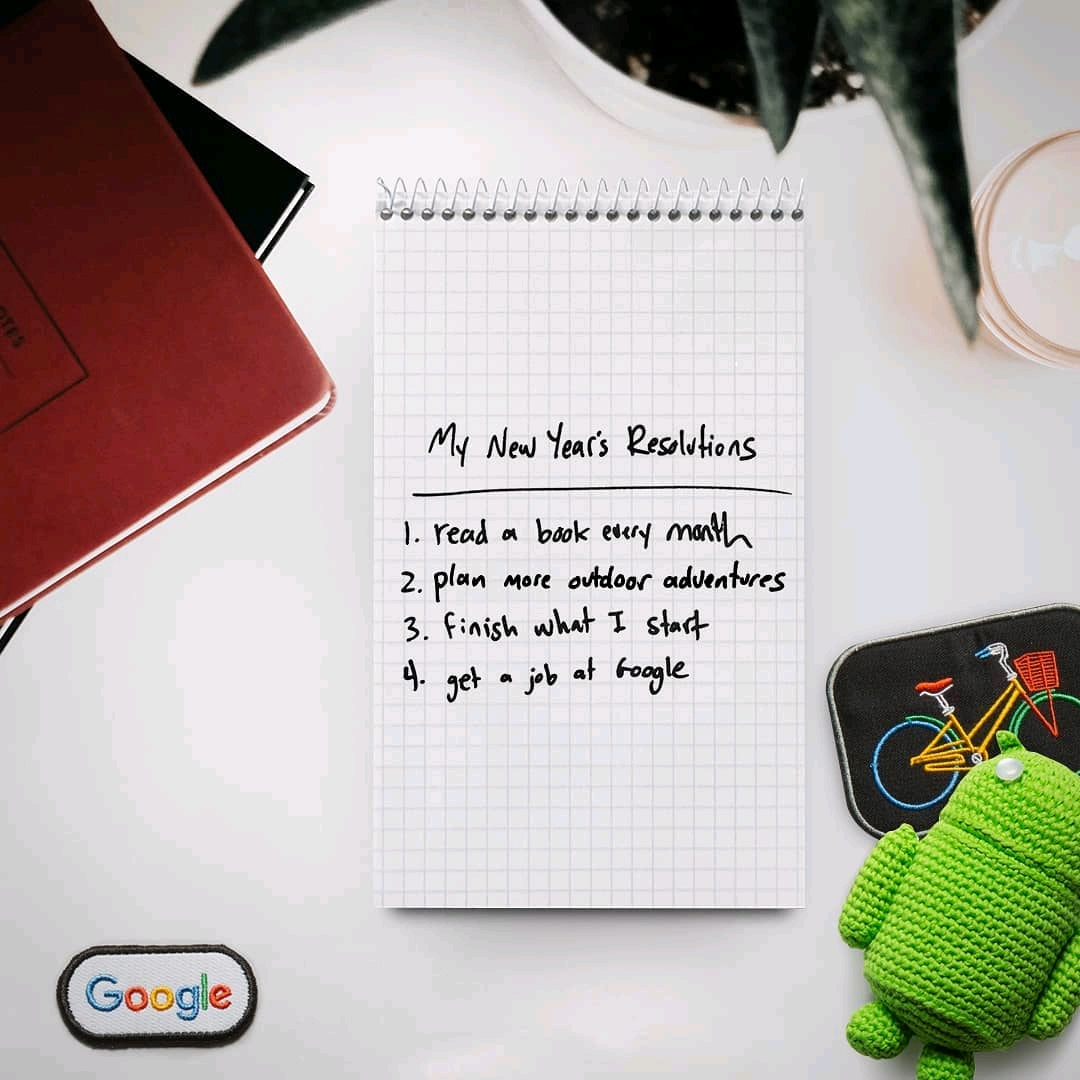 My New Year's Resolutions
1. read a book every month
2. plan more outdoor adventures
3. finish what I start
4. get a job at Google
Google